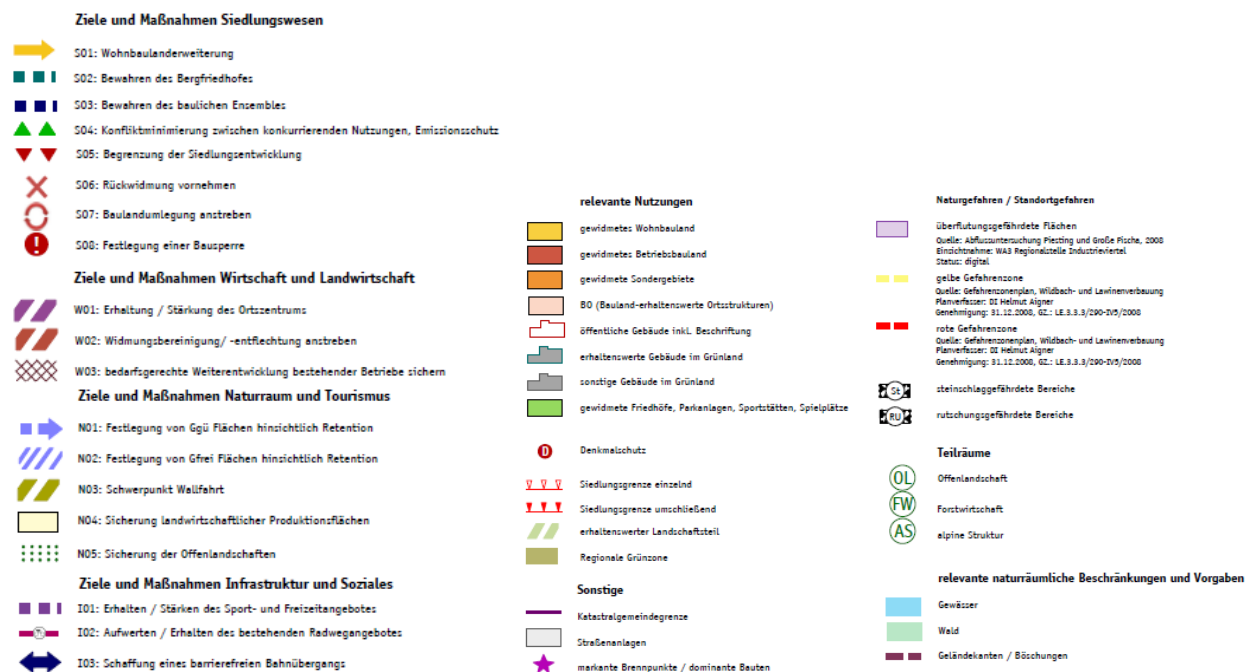 Ziele und Maßnahmen Siedlungswesen
S01: Wohnbaulanderweiterung
S02: Bewahren des Bergfriedhofes
S03: Bewahren des baulichen Ensembles
S04: Konfliktminimierung zwischen konkurrierenden Nutzungen, Emissionsschutz
S05: Begrenzung der Siedlungsentwicklung
S06: Rückwidmung vornehmen
S07: Baulandumlegung anstreben
S08: Festlegung einer Bausperre
Ziele und Maßnahmen Wirtschaft und Landwirtschaft
W01: Erhaltung / Stärkung des Ortszentrums
W02: Widmungsbereinigung/ -entflechtung anstreben
W03: bedarfsgerechte Weiterentwicklung bestehender Betriebe sichern
Ziele und Maßnahmen Naturraum und Tourismus
N01: Festlegung von Ggü Flächen hinsichtlich Retention
N02: Festlegung von Gfrei Flächen hinsichtlich Retention
N03: Schwerpunkt Wallfahrt
N04: Sicherung landwirtschaftlicher Produktionsflächen
N05: Sicherung der Offenlandschaften
Ziele und Maßnahmen Infrastruktur und Soziales
I01: Erhalten / Stärken des Sport- und Freizeitangebotes
I02: Aufwerten / Erhalten des bestehenden Radwegangebotes
I03: Schaffung eines barrierefreien Bahnübergangs
relevante Nutzungen
gewidmetes Wohnbauland
gewidmetes Betriebsbauland
gewidmete Sondergebiete
BO (Bauland-erhaltenswerte Ortsstrukturen)
öffentliche Gebäude inkl. Beschriftung
erhaltenswerte Gebäude im Grünland
sonstige Gebäude im Grünland
gewidmete Friedhöfe, Parkanlagen, Sportstätten, Spielplätze
D Denkmalschutz
Siedlungsgrenze einzelnd
Siedlungsgrenze umschließend
erhaltenswerter Landschaftsteil
Regionale Grünzone
Sonstige
Katastralgemeindegrenze
Straßenanlagen
markante Brennpunkte / dominante Bauten
Naturgefahren / Standortgefahren
überflutungsgefährdete Flächen
Quelle: Abflussuntersuchung Piesting und Große Pische, 2008
Einsichtnahme: WA3 Regionalstelle Industrieviertel
Status: digital
gelbe Gefahrenzone
Quelle: Gefahrenzonenplan, Wildbach- und Lawinenverbauung
Planverfasser: DI Helmut Aigner
Genehmigung: 31.12.2008, GZ.: LE.3.3.3/290-IV5/2008
rote Gefahrenzone
Quelle: Gefahrenzonenplan, Wildbach- und Lawinenverbauung
Planverfasser: DI Helmut Aigner
Genehmigung: 31.12.2008, GZ.: LE.3.3.3/290-IV5/2008
St steinschlaggefährdete Bereiche
RU rutschungsgefährdete Bereiche
Teilräume
OL Offenlandschaft
FW Forstwirtschaft
AS alpine Struktur
relevante naturräumliche Beschränkungen und Vorgaben
Gewässer
Wald
Geländekanten / Böschungen